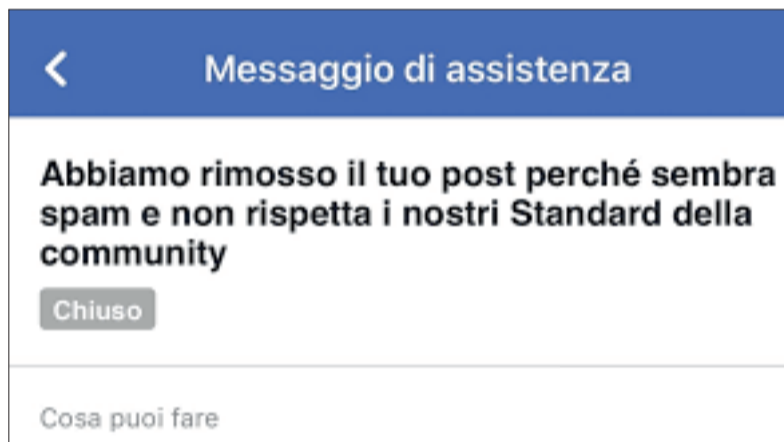 Messaggio di assistenza
Abbiamo rimosso il tuo post perché sembra
spam e non rispetta i nostri Standard della
community
Chiuso
Cosa puoi fare